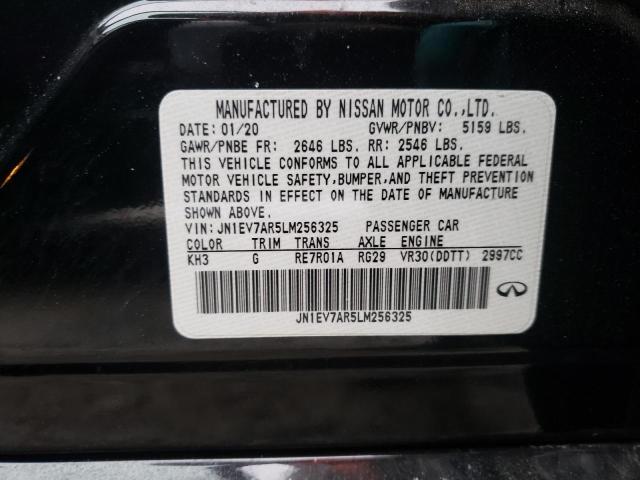 MANUFACTURED BY NISSAN MOTOR CO.,LTD.
DATE: 01/20 GVWR/PNBV: 5159 LBS.
GAWR/PNBE FR: 2646 LBS. RR: 2546 LBS.
THIS VEHICLE CONFORMS TO ALL APPLICABLE FEDERAL
MOTOR VEHICLE SAFETY, BUMPER, AND THEFT PREVENTION
STANDARDS IN EFFECT ON THE DATE OF MANUFACTURE
SHOWN ABOVE.
VIN: JN1EV7AR5LM256325 PASSENGER CAR
COLOR TRIM TRANS AXLE ENGINE
KH3 G RE7R01A RG29 VR30(DDTT) 2997CC
JN1EV7AR5LM256325